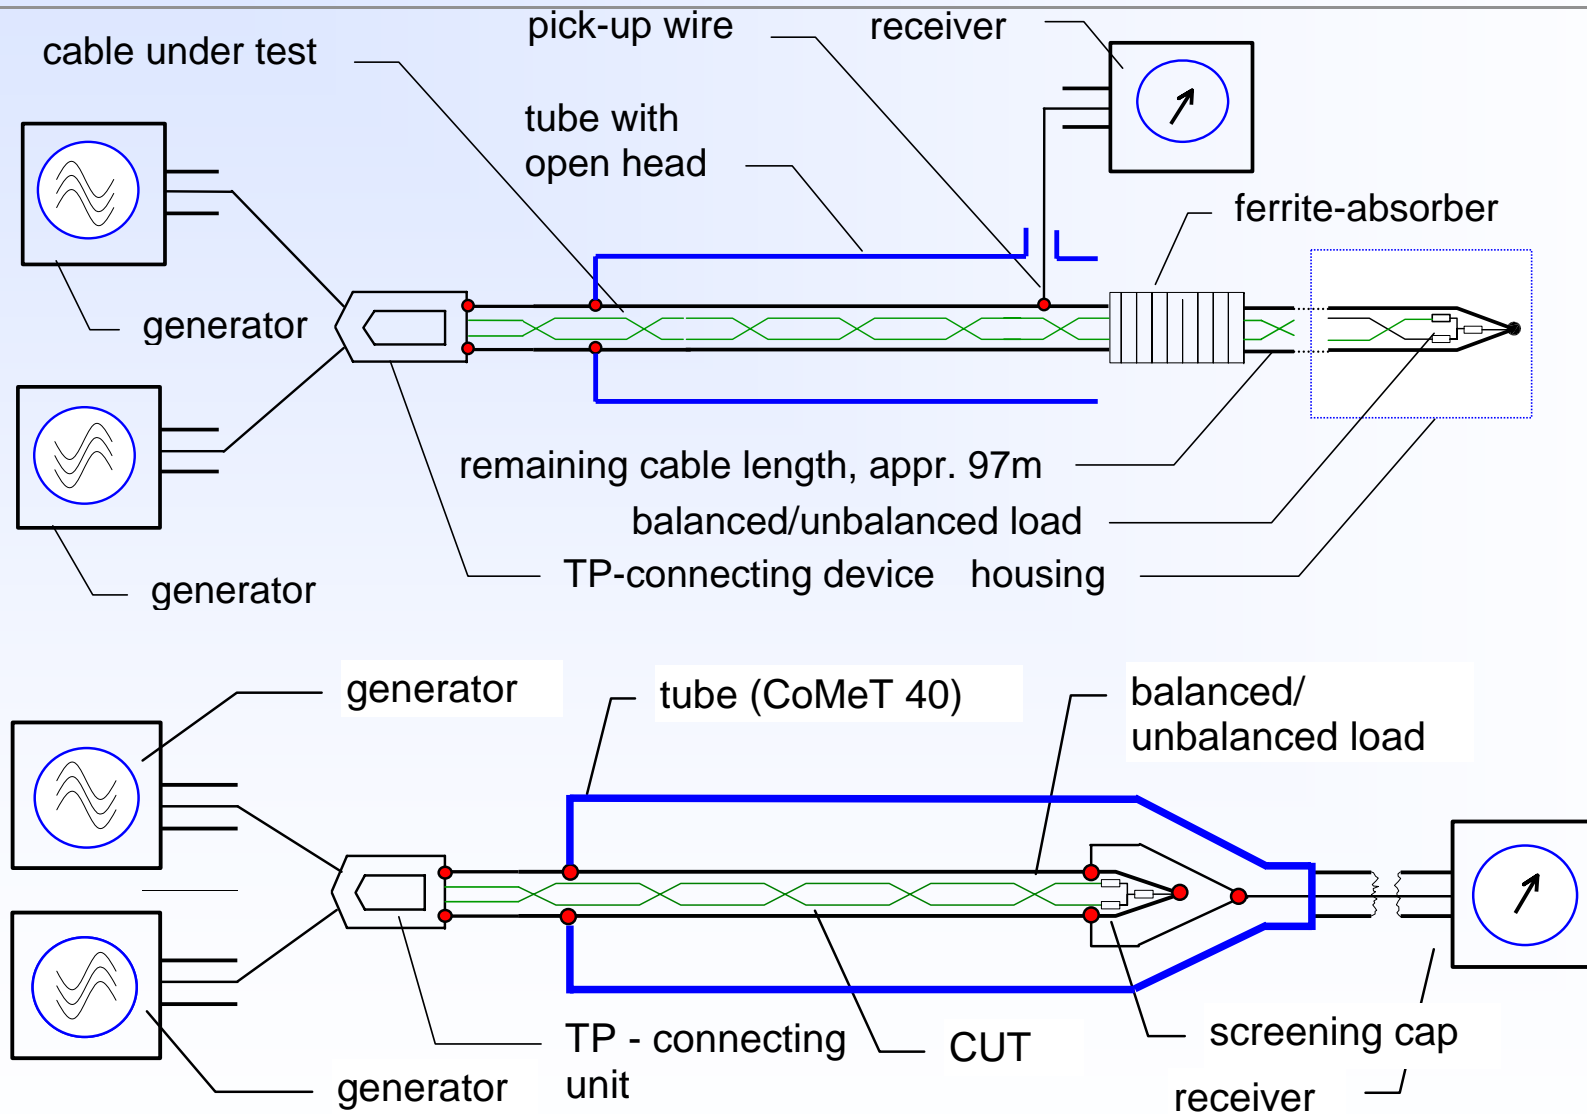 pick-up wire
receiver
cable under test
tube with
open head
ferrite-absorber
generator
remaining cable length, appr. 97m
balanced/unbalanced load
TP-connecting device
housing
generator
generator
tube (CoMeT 40)
balanced/
unbalanced load
TP - connecting
unit
CUT
screening cap
generator
receiver